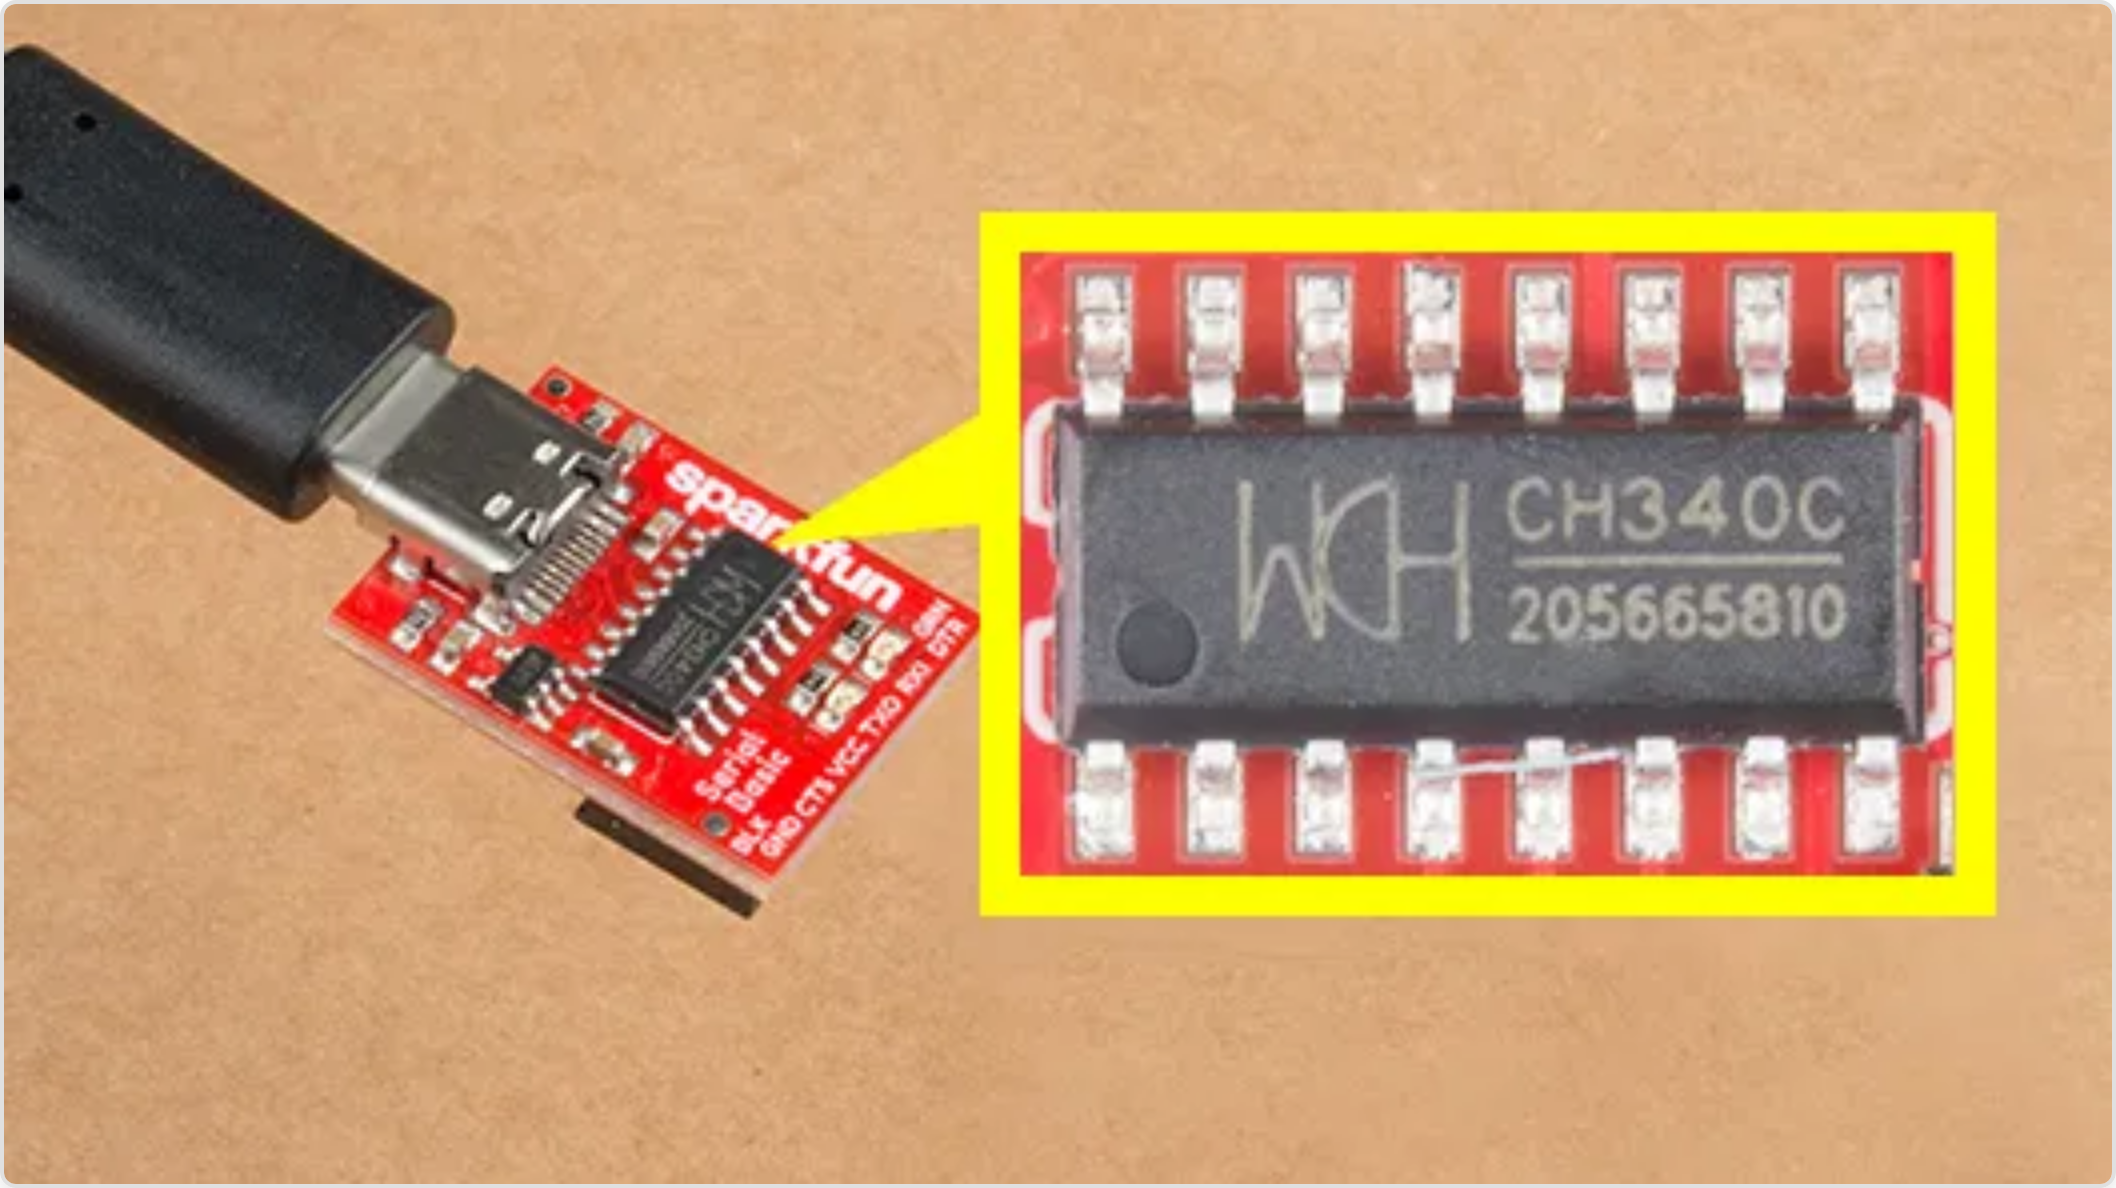 sparkfun
Serial
Basic
BLK
GND CTS VCC TXO RXI DTR
GRN
WCH CH340C
205665810